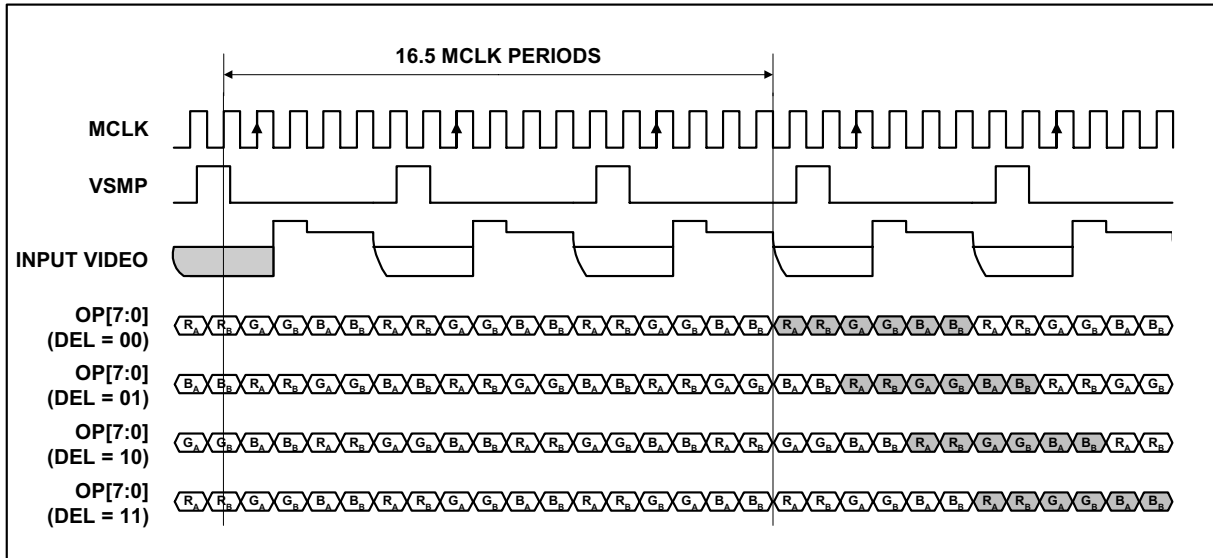 16.5 MCLK PERIODS
MCLK
VSMP
INPUT VIDEO
OP[7:0]
(DEL = 00)
RA RB GA GB BA BB RA RB GA GB BA BB RA RB GA GB BA BB RA RB GA GB BA BB RA RB GA GB BA BB
OP[7:0]
(DEL = 01)
BA BB RA RB GA GB BA BB RA RB GA GB BA BB RA RB GA GB BA BB RA RB GA GB BA BB RA RB GA GB
OP[7:0]
(DEL = 10)
GA GB BA BB RA RB GA GB BA BB RA RB GA GB BA BB RA RB GA GB BA BB RA RB GA GB BA BB RA RB
OP[7:0]
(DEL = 11)
RA RB GA GB BA BB RA RB GA GB BA BB RA RB GA GB BA BB RA RB GA GB BA BB RA RB GA GB BA BB